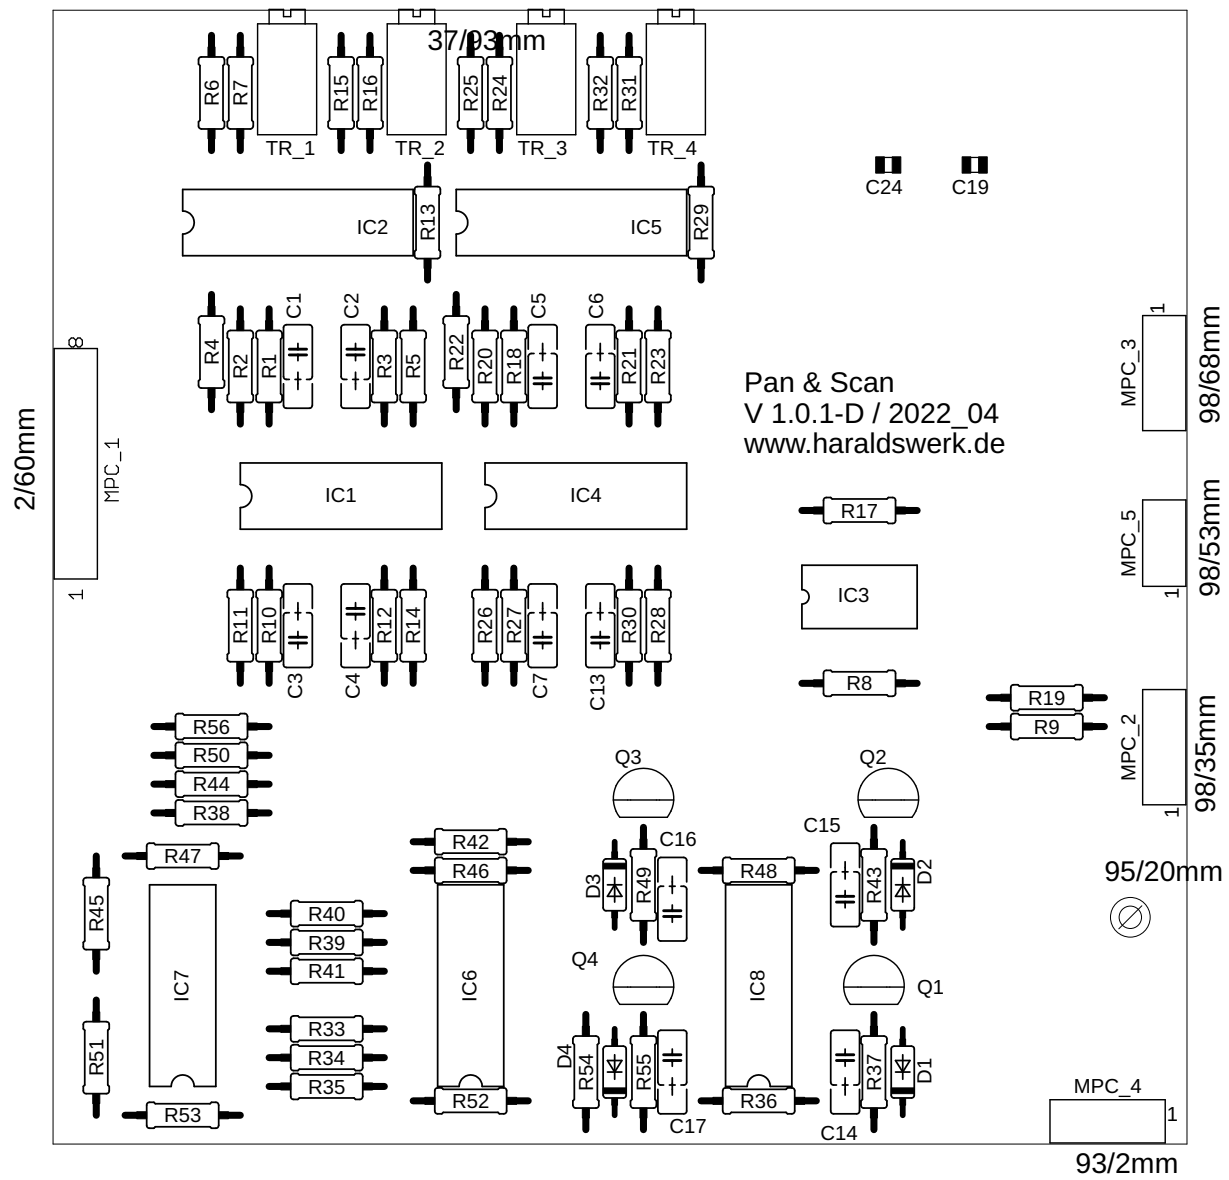 37/93mm
R6
R7
R15
R16
R25
R24
R32
R31
TR_1
TR_2
TR_3
TR_4
C24
C19
IC2
R13
IC5
R29
C1
C2
C5
C6
R4
R2
R1
R3
R5
R22
R20
R18
R21
R23
8
MPC_1
1
2/60mm
Pan & Scan
V 1.0.1-D / 2022_04
www.haraldswerk.de
1
MPC_3
98/68mm
IC1
IC4
R17
MPC_5
1
98/53mm
IC3
R11
R10
R12
R14
R26
R27
R30
R28
C3
C4
C7
C13
R8
R19
R9
MPC_2
1
98/35mm
R56
R50
R44
R38
R47
Q3
Q2
R42
R46
C16
C15
R48
D3
R49
R43
D2
95/20mm
R45
R40
R39
R41
IC7
IC6
IC8
Q4
Q1
R51
R33
R34
R35
D4
R54
R55
R37
D1
R53
R52
R36
C17
C14
MPC_4
1
93/2mm